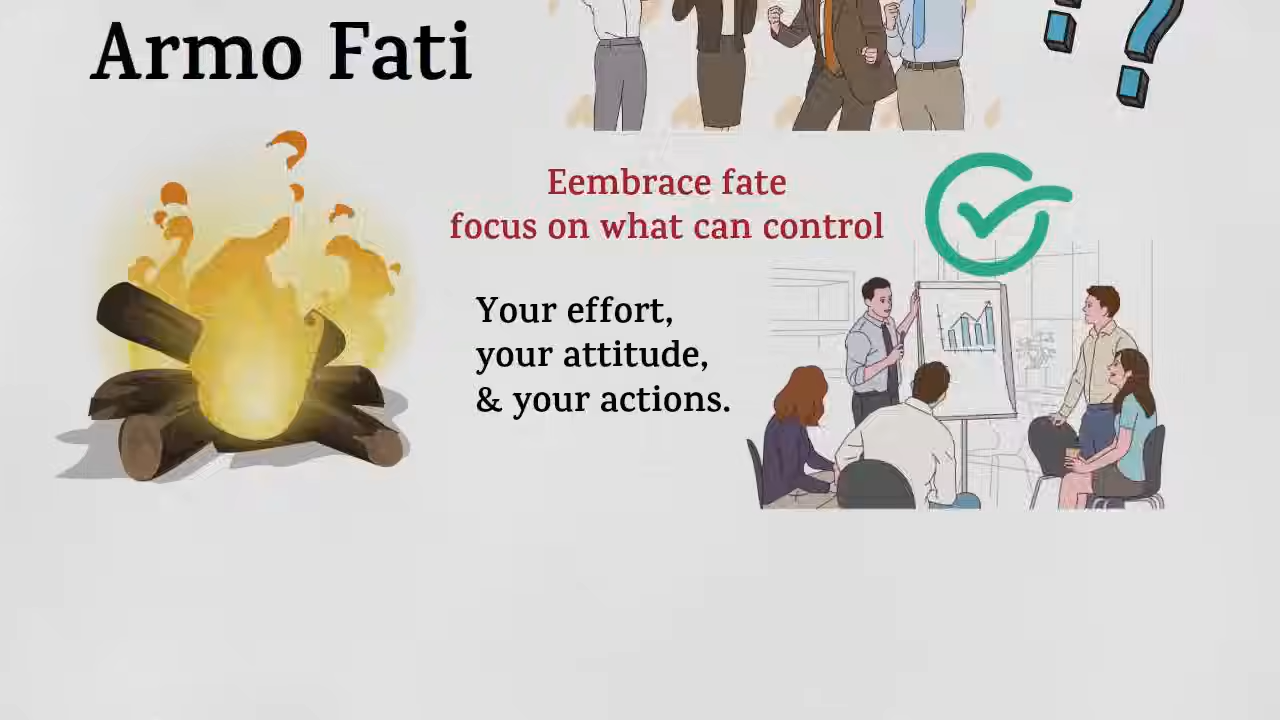 Armo Fati
Eembrace fate
focus on what can control
Your effort,
your attitude,
& your actions.